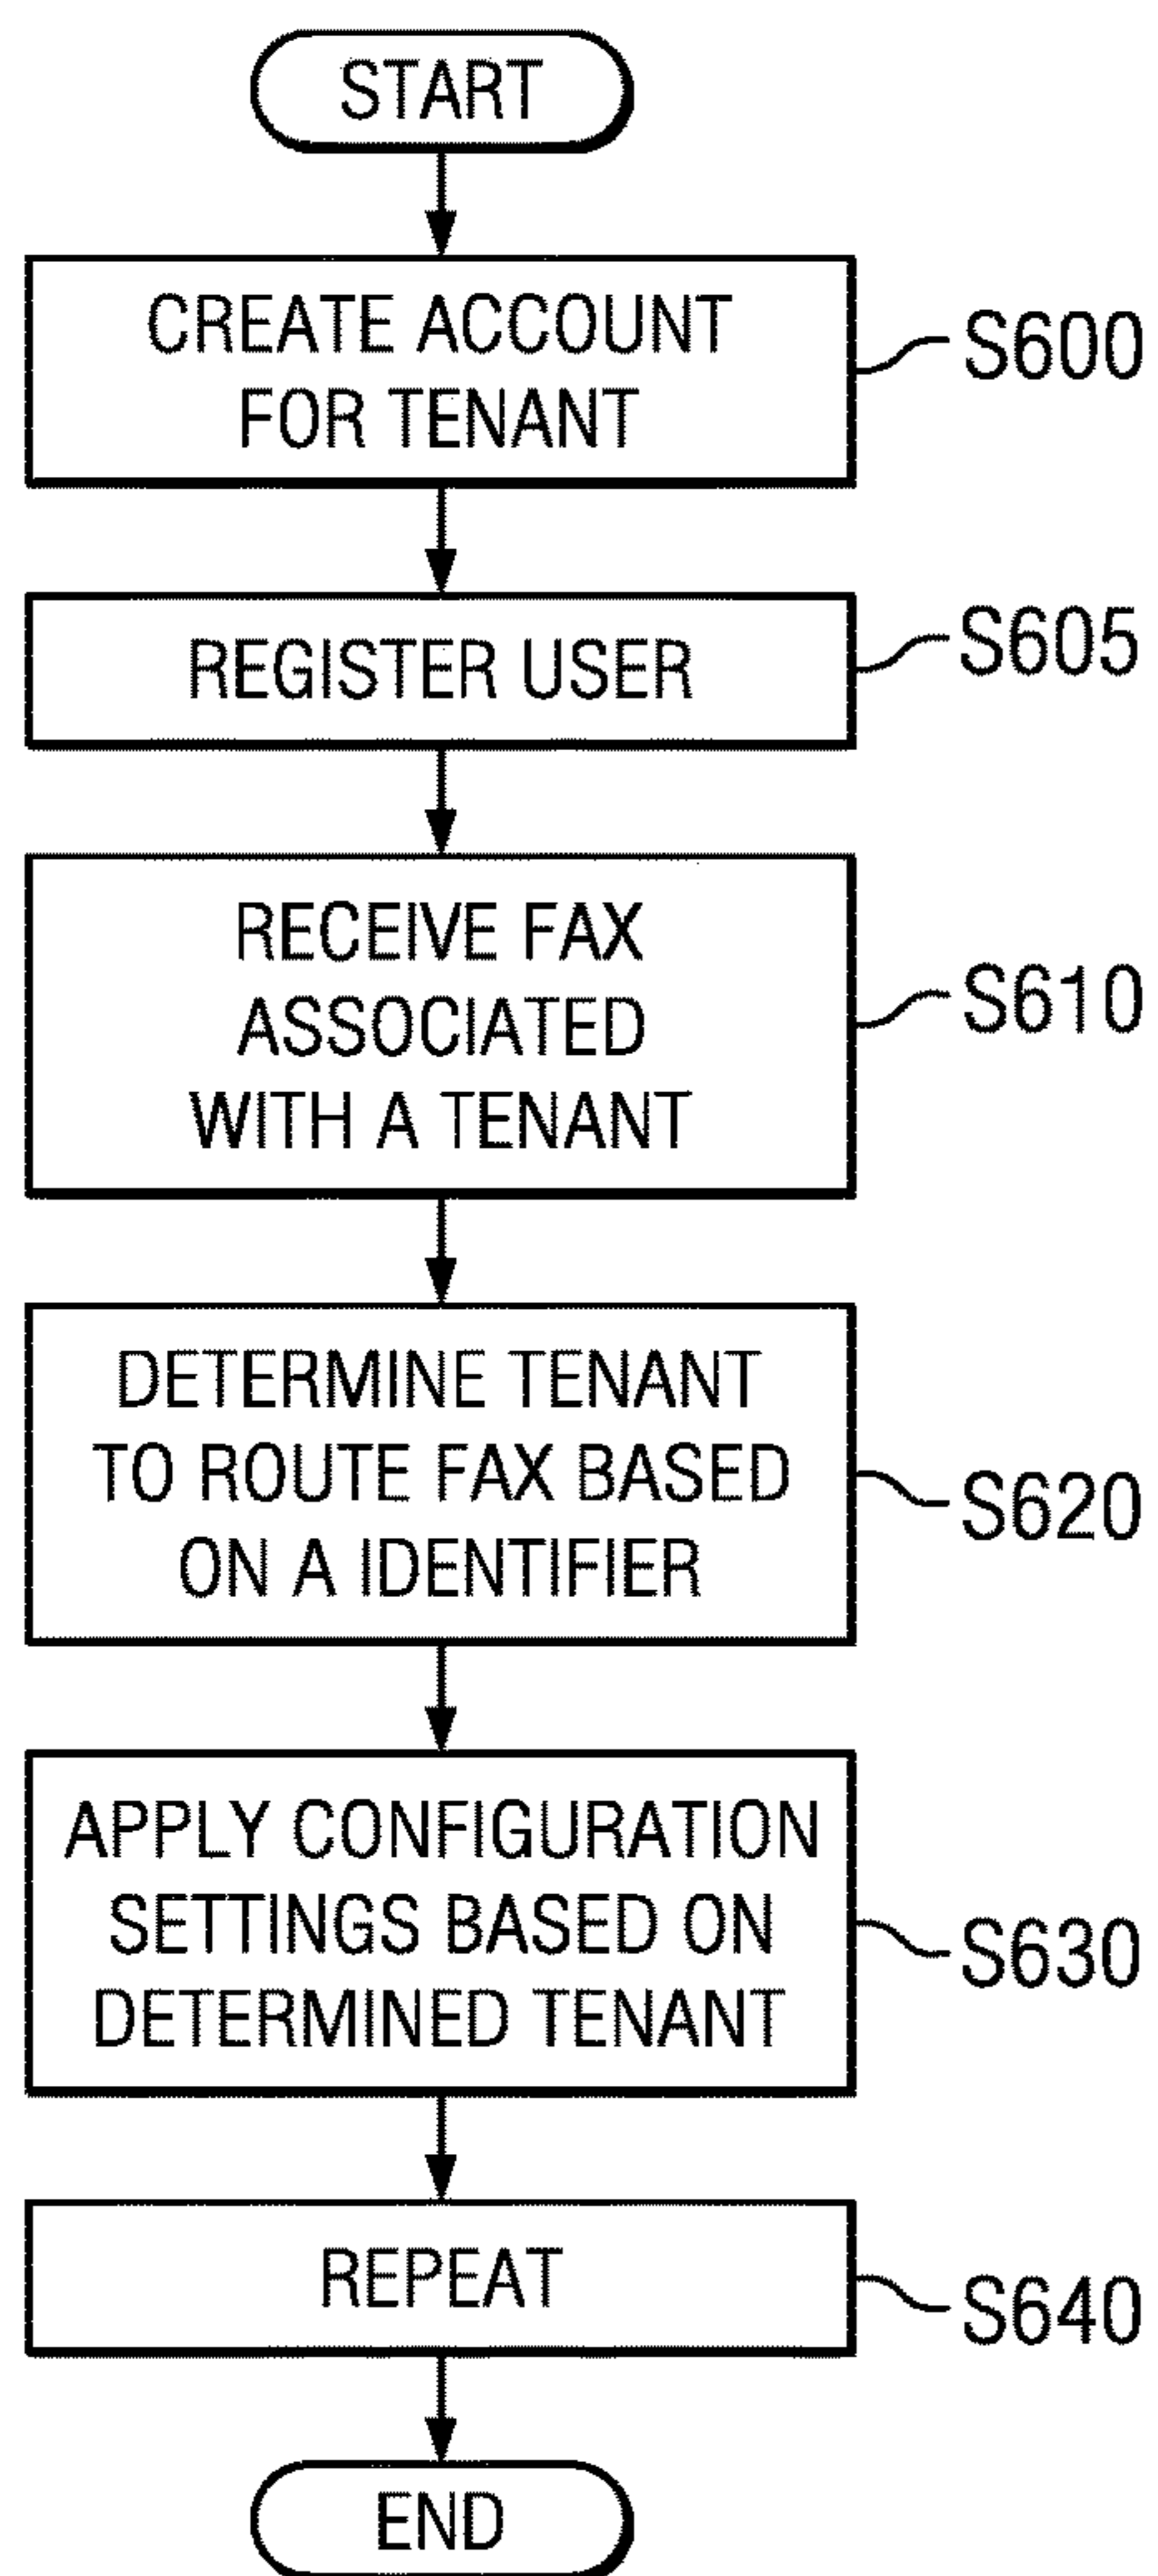 START
CREATE ACCOUNT
FOR TENANT
S600
REGISTER USER
S605
RECEIVE FAX
ASSOCIATED
WITH A TENANT
S610
DETERMINE TENANT
TO ROUTE FAX BASED
ON A IDENTIFIER
S620
APPLY CONFIGURATION
SETTINGS BASED ON
DETERMINED TENANT
S630
REPEAT
S640
END